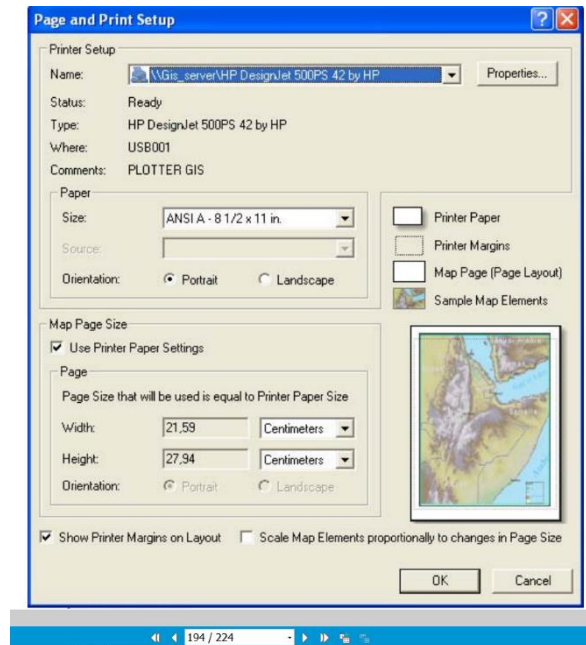 Page and Print Setup
Printer Setup
Name: \\Gis_server\HP DesignJet 500PS 42 by HP Properties...
Status: Ready
Type: HP DesignJet 500PS 42 by HP
Where: USB001
Comments: PLOTTER GIS
Paper
Size: ANSI A - 8 1/2 x 11 in.
Source:
Orientation: Portrait Landscape
Printer Paper
Printer Margins
Map Page (Page Layout)
Sample Map Elements
Map Page Size
Use Printer Paper Settings
Page
Page Size that will be used is equal to Printer Paper Size
Width: 21,59 Centimeters
Height: 27,94 Centimeters
Orientation: Portrait Landscape
Show Printer Margins on Layout Scale Map Elements proportionally to changes in Page Size
OK Cancel
194 / 224